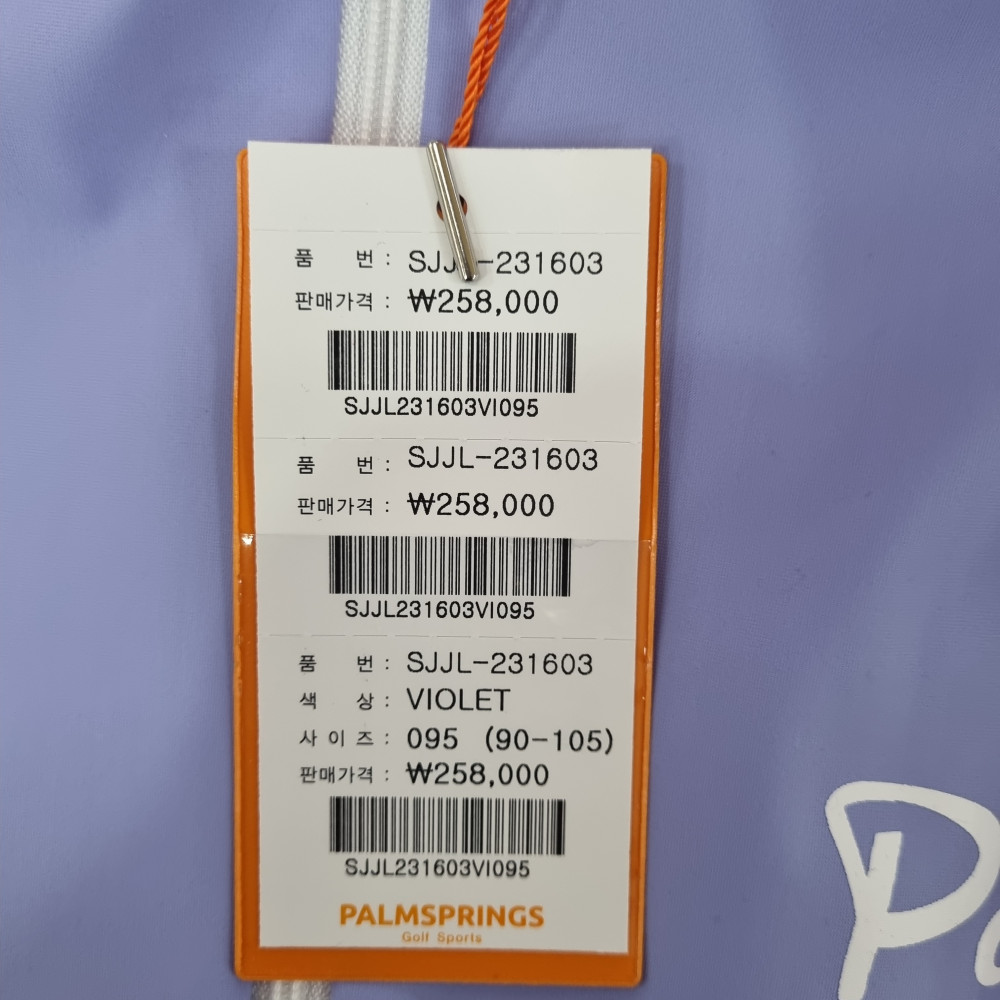 품 번 : SJJL-231603
판매가격 : ₩258,000
SJJL231603VI095
품 번 : SJJL-231603
판매가격 : ₩258,000
SJJL231603VI095
품 번 : SJJL-231603
색 상 : VIOLET
사 이 즈 : 095 (90-105)
판매가격 : ₩258,000
SJJL231603VI095
PALMSPRINGS
Golf Sports